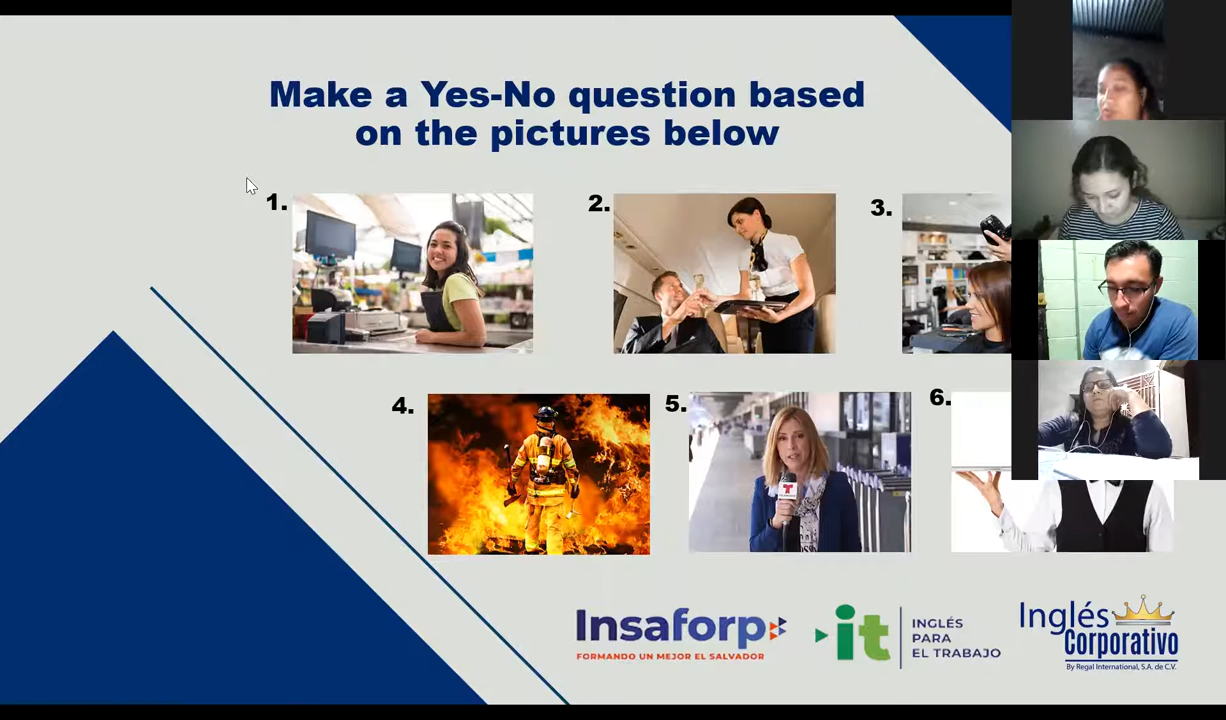 Make a Yes-No question based
on the pictures below
1.
2.
3.
4.
5.
6.
Insaforp
FORMANDO UN MEJOR EL SALVADOR
it
INGLÉS
PARA
EL TRABAJO
Inglés
Corporativo
By Regal International, S.A. de C.V.